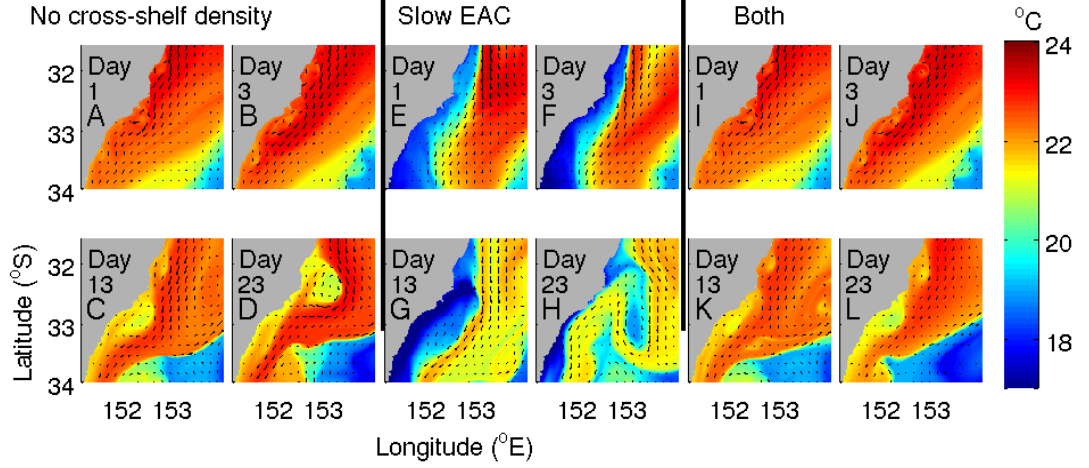 No cross-shelf density
Slow EAC
Both
°C
Day 1 A
Day 3 B
Day 1 E
Day 3 F
Day 1 I
Day 3 J
32
33
34
Day 13 C
Day 23 D
Day 13 G
Day 23 H
Day 13 K
Day 23 L
32
33
34
24
22
20
18
Latitude (°S)
152 153
152 153
152 153
152 153
152 153
152 153
Longitude (°E)